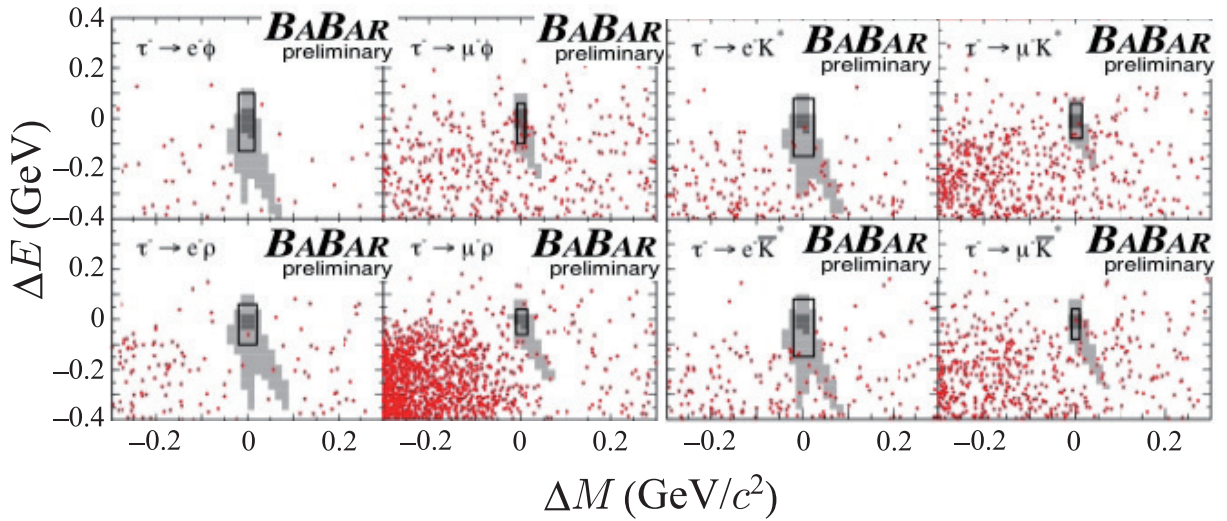 ΔE (GeV)
0.4
0.2
0
−0.2
−0.4
τ⁻ → e⁻ϕ
BABAR
preliminary
τ⁻ → μ⁻ϕ
BABAR
preliminary
τ⁻ → e⁻K*
BABAR
preliminary
τ⁻ → μ⁻K*
BABAR
preliminary
0
−0.2
−0.4
τ⁻ → e⁻ρ
BABAR
preliminary
τ⁻ → μ⁻ρ
BABAR
preliminary
τ⁻ → e⁻K̅*
BABAR
preliminary
τ⁻ → μ⁻K̅*
BABAR
preliminary
−0.2 0 0.2 −0.2 0 0.2 −0.2 0 0.2 −0.2 0 0.2
ΔM (GeV/c²)